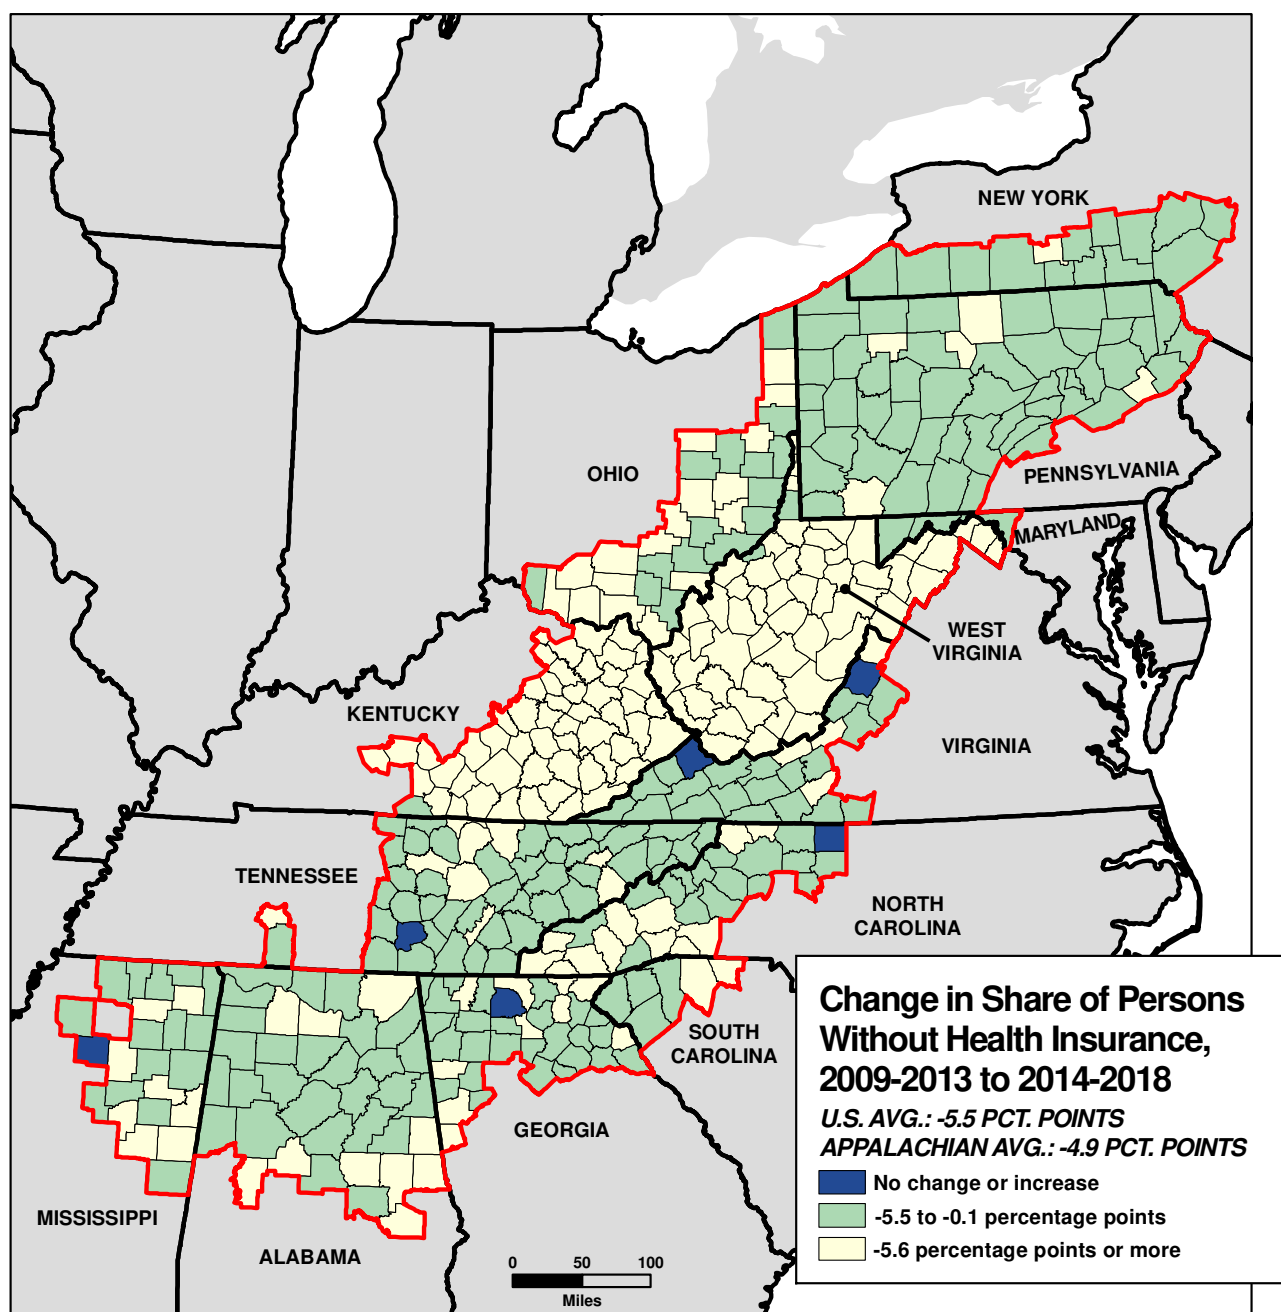 NEW YORK
OHIO
PENNSYLVANIA
MARYLAND
WEST
VIRGINIA
KENTUCKY
VIRGINIA
TENNESSEE
NORTH
CAROLINA
SOUTH
CAROLINA
GEORGIA
MISSISSIPPI
ALABAMA
Change in Share of Persons
Without Health Insurance,
2009-2013 to 2014-2018
U.S. AVG.: -5.5 PCT. POINTS
APPALACHIAN AVG.: -4.9 PCT. POINTS
No change or increase
-5.5 to -0.1 percentage points
-5.6 percentage points or more
0 50 100
Miles